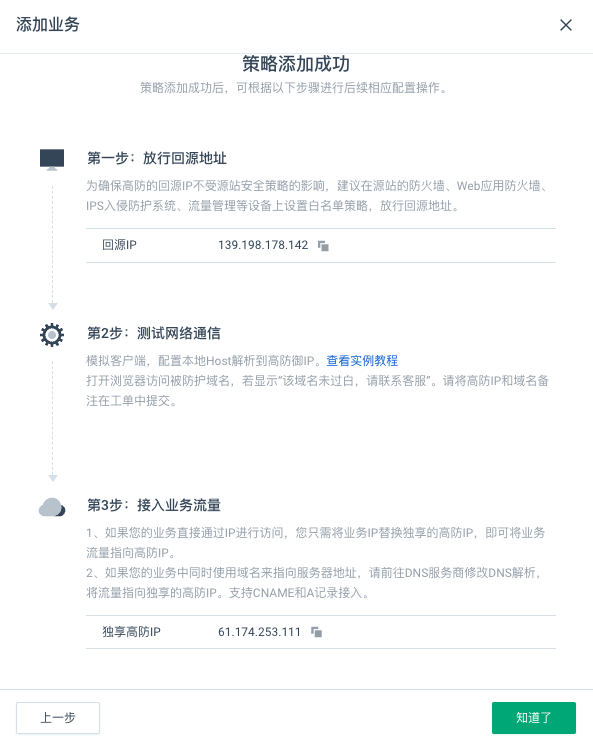 添加业务
策略添加成功
策略添加成功后，可根据以下步骤进行后续相应配置操作。
第一步：放行回源地址
为确保高防的回源IP不受源站安全策略的影响，建议在源站的防火墙、Web应用防火墙、
IPS入侵防护系统、流量管理等设备上设置白名单策略，放行回源地址。
回源IP 139.198.178.142
第2步：测试网络通信
模拟客户端，配置本地Host解析到高防御IP。查看实例教程
打开浏览器访问被防护域名，若显示“该域名未过白，请联系客服”。请将高防IP和域名备
注在工单中提交。
第3步：接入业务流量
1、如果您的业务直接通过IP进行访问，您只需将业务IP替换独享的高防IP，即可将业务
流量指向高防IP。
2、如果您的业务中同时使用域名来指向服务器地址，请前往DNS服务商修改DNS解析，
将流量指向独享的高防IP。支持CNAME和A记录接入。
独享高防IP 61.174.253.111
上一步 知道了